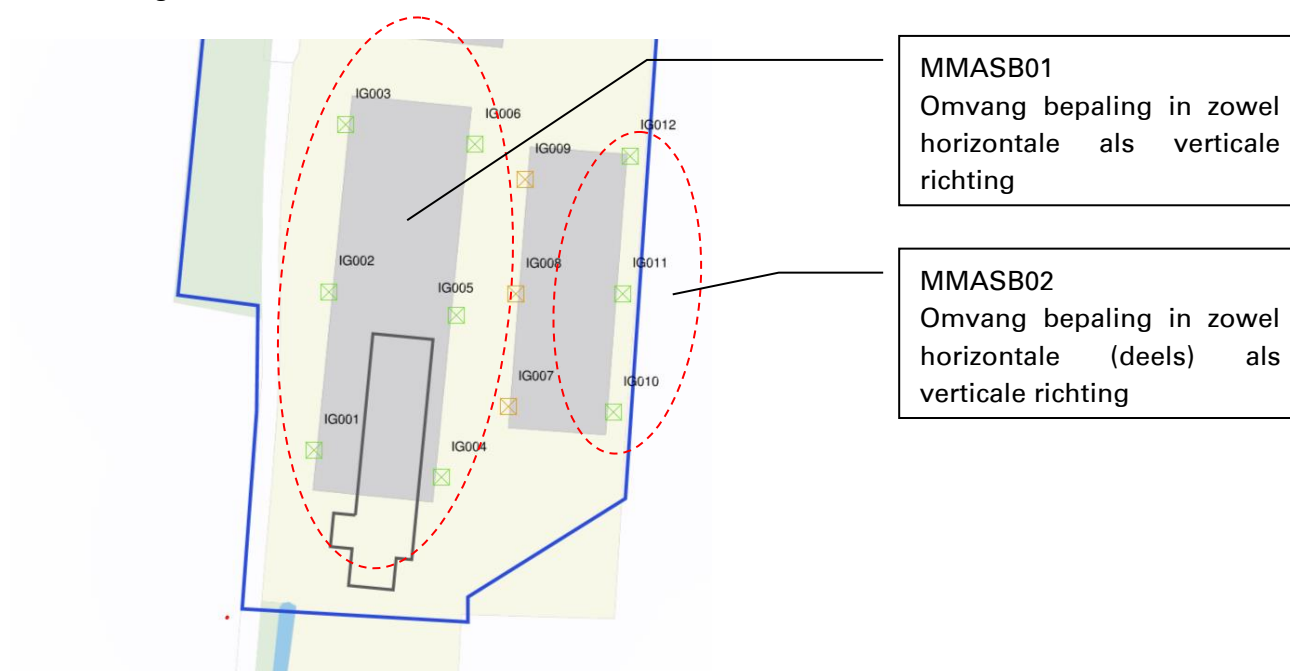 IG003
IG006
IG012
IG009
IG002
IG008
IG011
IG005
IG007
IG010
IG001
IG004
MMASB01
Omvang bepaling in zowel
horizontale als verticale
richting
MMASB02
Omvang bepaling in zowel
horizontale (deels) als
verticale richting